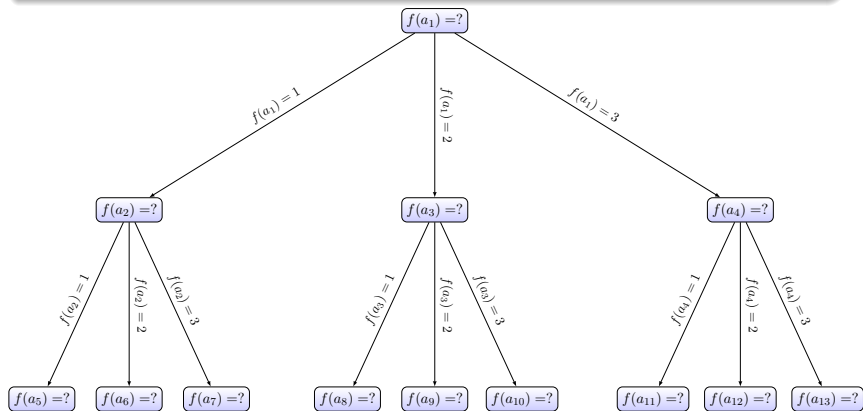 f(a₁) =?
f(a₁) = 1
f(a₁) = 2
f(a₁) = 3
f(a₂) =?
f(a₃) =?
f(a₄) =?
f(a₂) = 1
f(a₂) = 2
f(a₂) = 3
f(a₃) = 1
f(a₃) = 2
f(a₃) = 3
f(a₄) = 1
f(a₄) = 2
f(a₄) = 3
f(a₅) =?
f(a₆) =?
f(a₇) =?
f(a₈) =?
f(a₉) =?
f(a₁₀) =?
f(a₁₁) =?
f(a₁₂) =?
f(a₁₃) =?